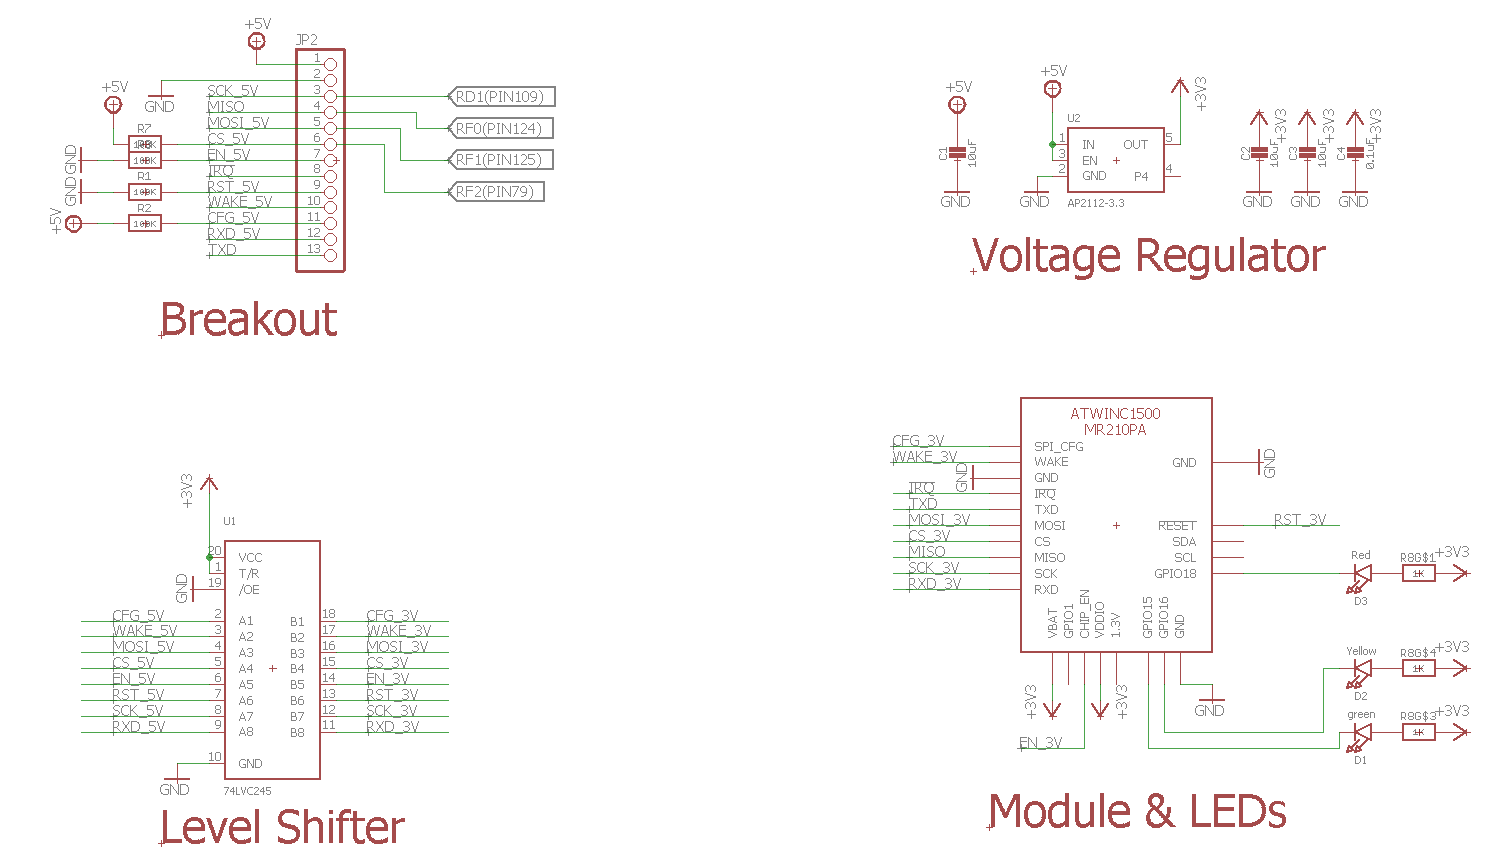 +5V
JP2
1
2
SCK_5V 3
MISO 4
MOSI_5V 5
CS_5V 6
EN_5V 7
IRQ 8
RST_5V 9
WAKE_5V 10
CFG_5V 11
RXD_5V 12
TXD 13
+5V
GND
R7
100K
GND
R1
100K
GND
R2
100K
+5V
RD1(PIN109)
RF0(PIN124)
RF1(PIN125)
RF2(PIN79)
Breakout
+5V
C1
10uF
GND
+5V
U2
1 IN OUT 5
3 EN
2 GND P4 4
GND
AP2112-3.3
+3V3
+3V3
C2
10uF
GND
+3V3
C3
10uF
GND
+3V3
C4
0.1uF
GND
Voltage Regulator
+3V3
U1
20 VCC
1 T/R
19 /OE
GND
CFG_5V 2 A1 B1 18 CFG_3V
WAKE_5V 3 A2 B2 17 WAKE_3V
MOSI_5V 4 A3 B3 16 MOSI_3V
CS_5V 5 A4 B4 15 CS_3V
EN_5V 6 A5 B5 14 EN_3V
RST_5V 7 A6 B6 13 RST_3V
SCK_5V 8 A7 B7 12 SCK_3V
RXD_5V 9 A8 B8 11 RXD_3V
10 GND
GND
74LVC245
Level Shifter
ATWINC1500
MR210PA
CFG_3V SPI_CFG
WAKE_3V WAKE
GND GND
IRQ IRQ
TXD TXD
MOSI_3V MOSI
CS_3V CS
MISO MISO
SCK_3V SCK
RXD_3V RXD
GND GND
RESET RST_3V
SDA
SCL
GPIO18
VBAT
GPIO1
CHIP_EN
VDDIO
1.3V
GPIO15
GPIO16
GND
+3V3
+3V3
GND
EN_3V
Red
D3
R8G$1
1K
+3V3
Yellow
D2
R8G$4
1K
+3V3
green
D1
R8G$3
1K
+3V3
Module & LEDs